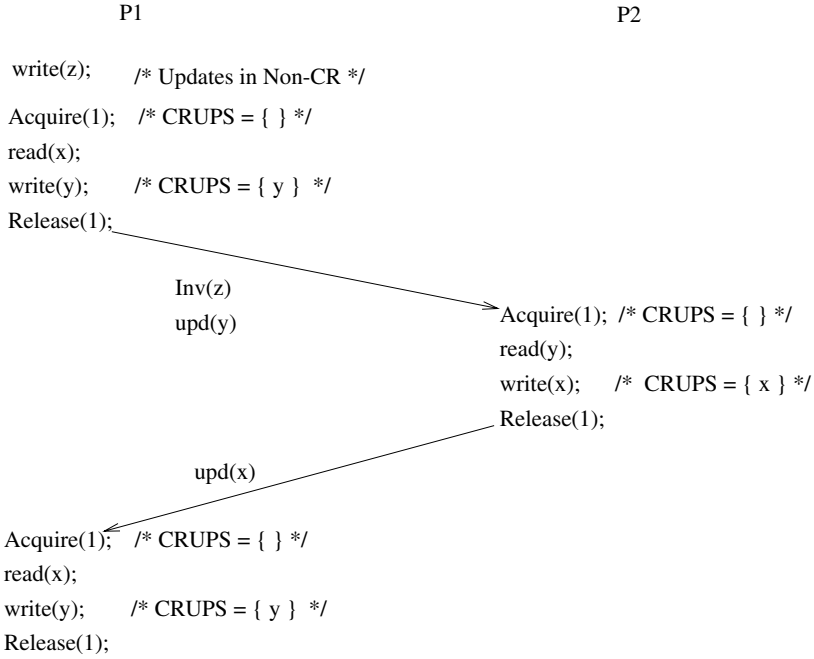 P1 P2
write(z); /* Updates in Non-CR */
Acquire(1); /* CRUPS = { } */
read(x);
write(y); /* CRUPS = { y } */
Release(1);
Inv(z)
upd(y)
Acquire(1); /* CRUPS = { } */
read(y);
write(x); /* CRUPS = { x } */
Release(1);
upd(x)
Acquire(1); /* CRUPS = { } */
read(x);
write(y); /* CRUPS = { y } */
Release(1);